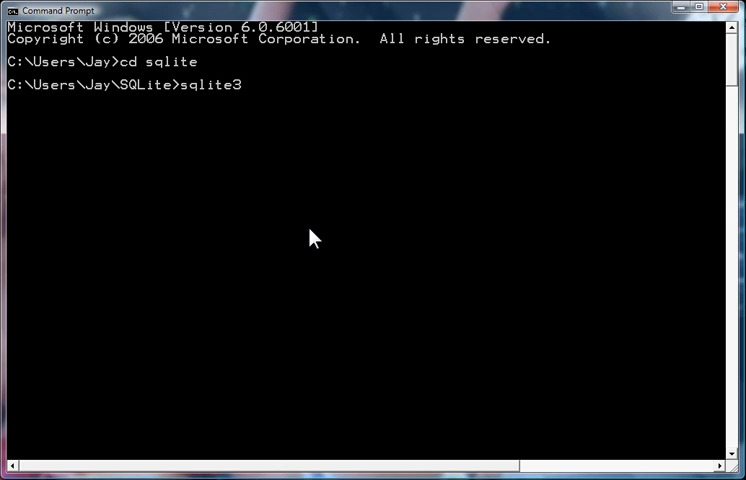 Command Prompt
Microsoft Windows [Version 6.0.6001]
Copyright (c) 2006 Microsoft Corporation.  All rights reserved.
C:\Users\Jay>cd sqlite
C:\Users\Jay\SQLite>sqlite3